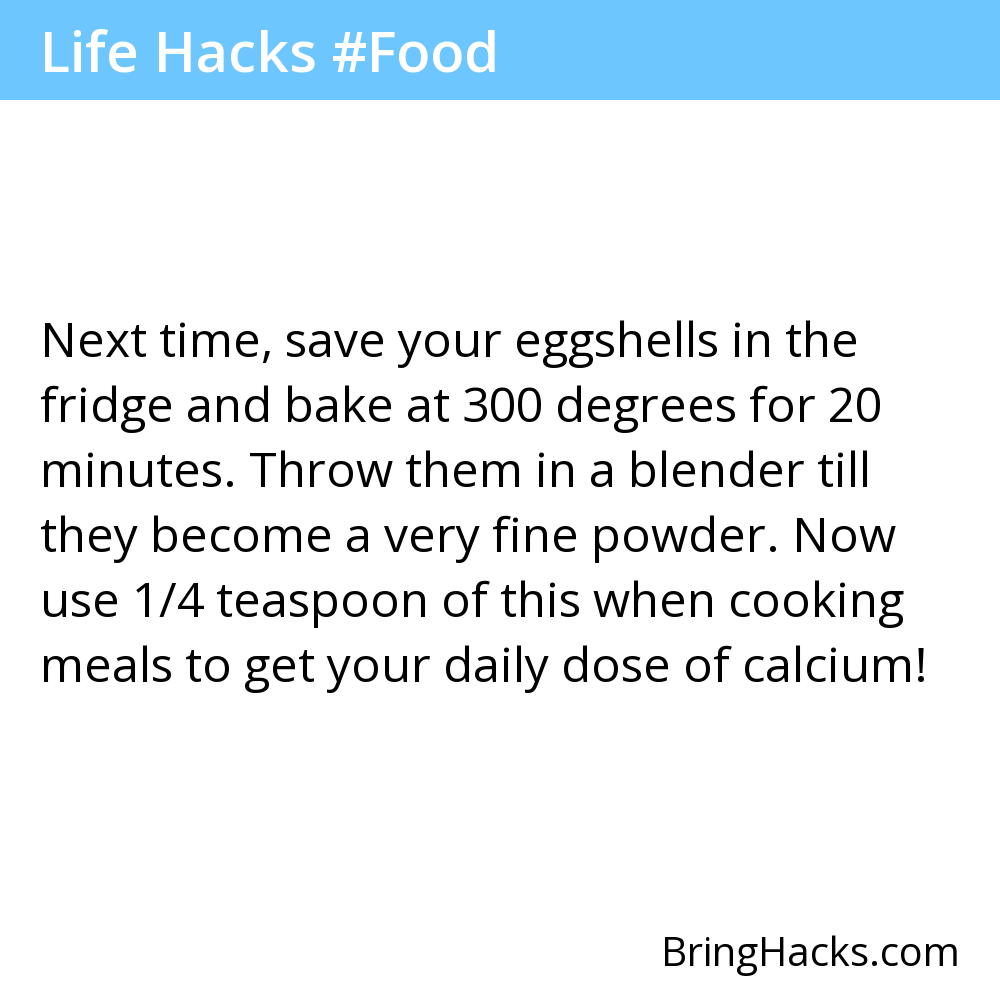 Life Hacks #Food
Next time, save your eggshells in the
fridge and bake at 300 degrees for 20
minutes. Throw them in a blender till
they become a very fine powder. Now
use 1/4 teaspoon of this when cooking
meals to get your daily dose of calcium!
BringHacks.com